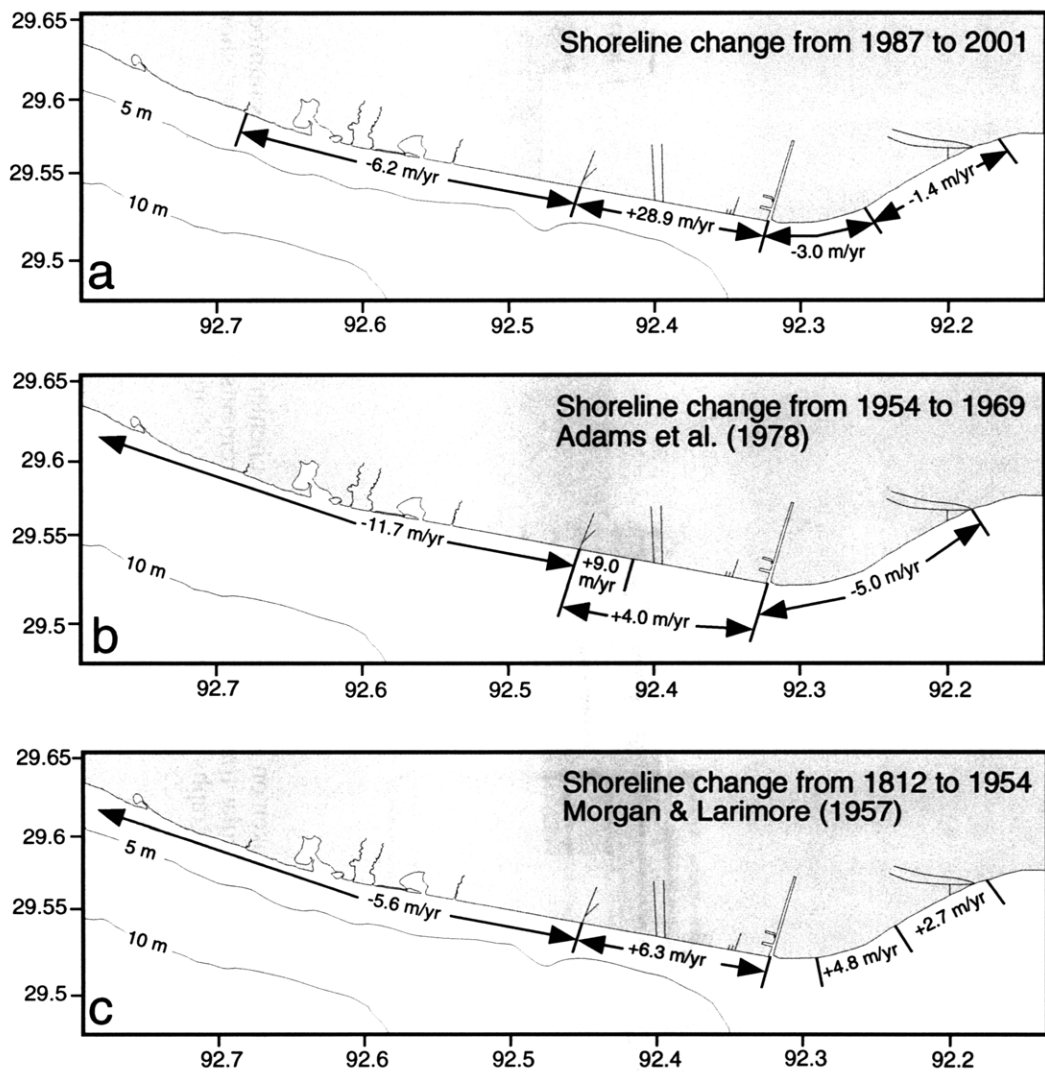 29.65
Shoreline change from 1987 to 2001
29.6
5 m
29.55
-6.2 m/yr
-1.4 m/yr
10 m
+28.9 m/yr
-3.0 m/yr
29.5
a
92.7
92.6
92.5
92.4
92.3
92.2
29.65
Shoreline change from 1954 to 1969
Adams et al. (1978)
29.6
29.55
-11.7 m/yr
+9.0
m/yr
-5.0 m/yr
10 m
+4.0 m/yr
29.5
b
92.7
92.6
92.5
92.4
92.3
92.2
29.65
Shoreline change from 1812 to 1954
Morgan & Larimore (1957)
29.6
5 m
29.55
-5.6 m/yr
+2.7 m/yr
10 m
+6.3 m/yr
+4.8 m/yr
29.5
c
92.7
92.6
92.5
92.4
92.3
92.2